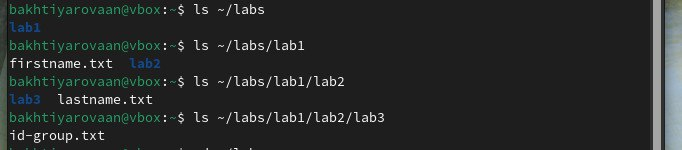 bakhtiyarovaan@vbox:~$ ls ~/labs
lab1
bakhtiyarovaan@vbox:~$ ls ~/labs/lab1
firstname.txt  lab2
bakhtiyarovaan@vbox:~$ ls ~/labs/lab1/lab2
lab3  lastname.txt
bakhtiyarovaan@vbox:~$ ls ~/labs/lab1/lab2/lab3
id-group.txt